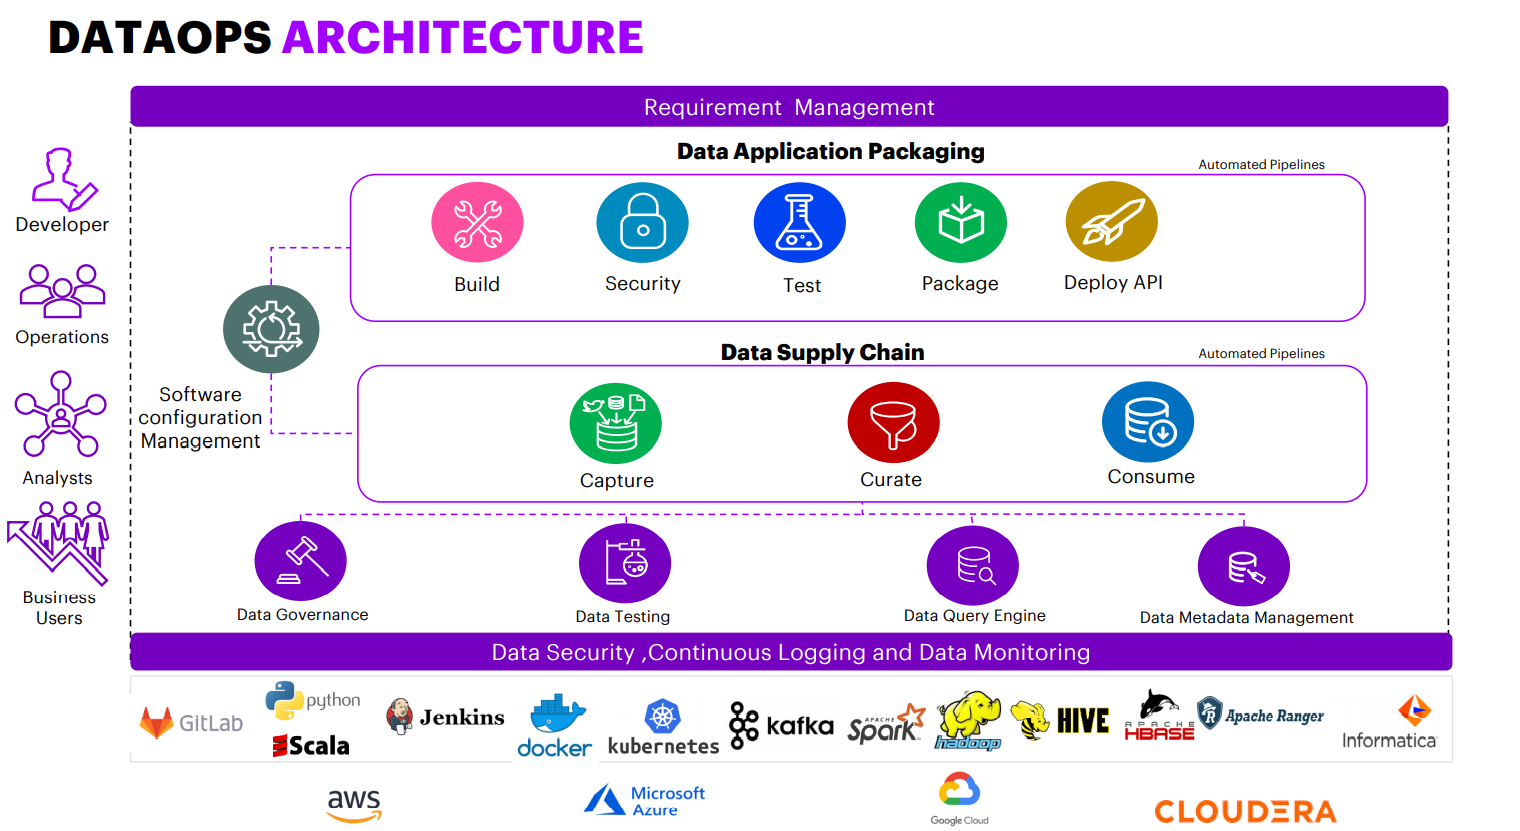 DATAOPS ARCHITECTURE
Requirement Management
Data Application Packaging
Automated Pipelines
Developer
Build
Security
Test
Package
Deploy API
Operations
Software
configuration
Management
Data Supply Chain
Automated Pipelines
Capture
Curate
Consume
Analysts
Business
Users
Data Governance
Data Testing
Data Query Engine
Data Metadata Management
Data Security ,Continuous Logging and Data Monitoring
GitLab
python
Scala
Jenkins
docker
kubernetes
kafka
APACHE
Spark
hadoop
HIVE
APACHE
HBASE
R
Apache Ranger
Informatica
aws
Microsoft
Azure
Google Cloud
CLOUDERA